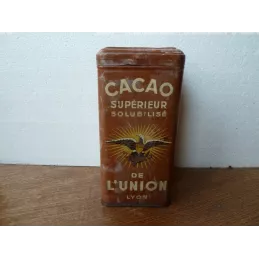 CACAO
SUPÉRIEUR
SOLUBILISÉ
DE
L'UNION
LYON